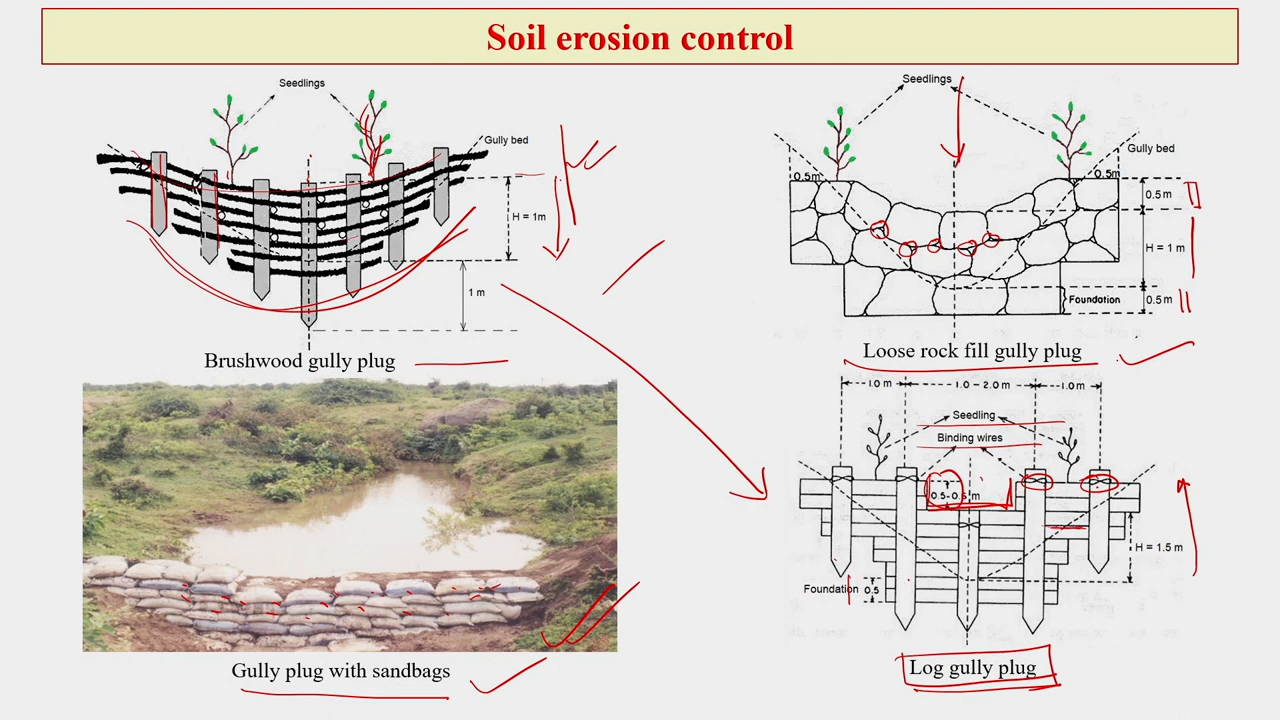 Soil erosion control
Seedlings
Gully bed
H = 1m
1 m
Brushwood gully plug
Seedlings
Gully bed
0.5m
0.5m
0.5 m
H = 1 m
Foundation
0.5m
Loose rock fill gully plug
Gully plug with sandbags
1.0 m
1.0 - 2.0 m
1.0 m
Seedling
Binding wires
H = 1.5 m
Foundation
0.5
Log gully plug